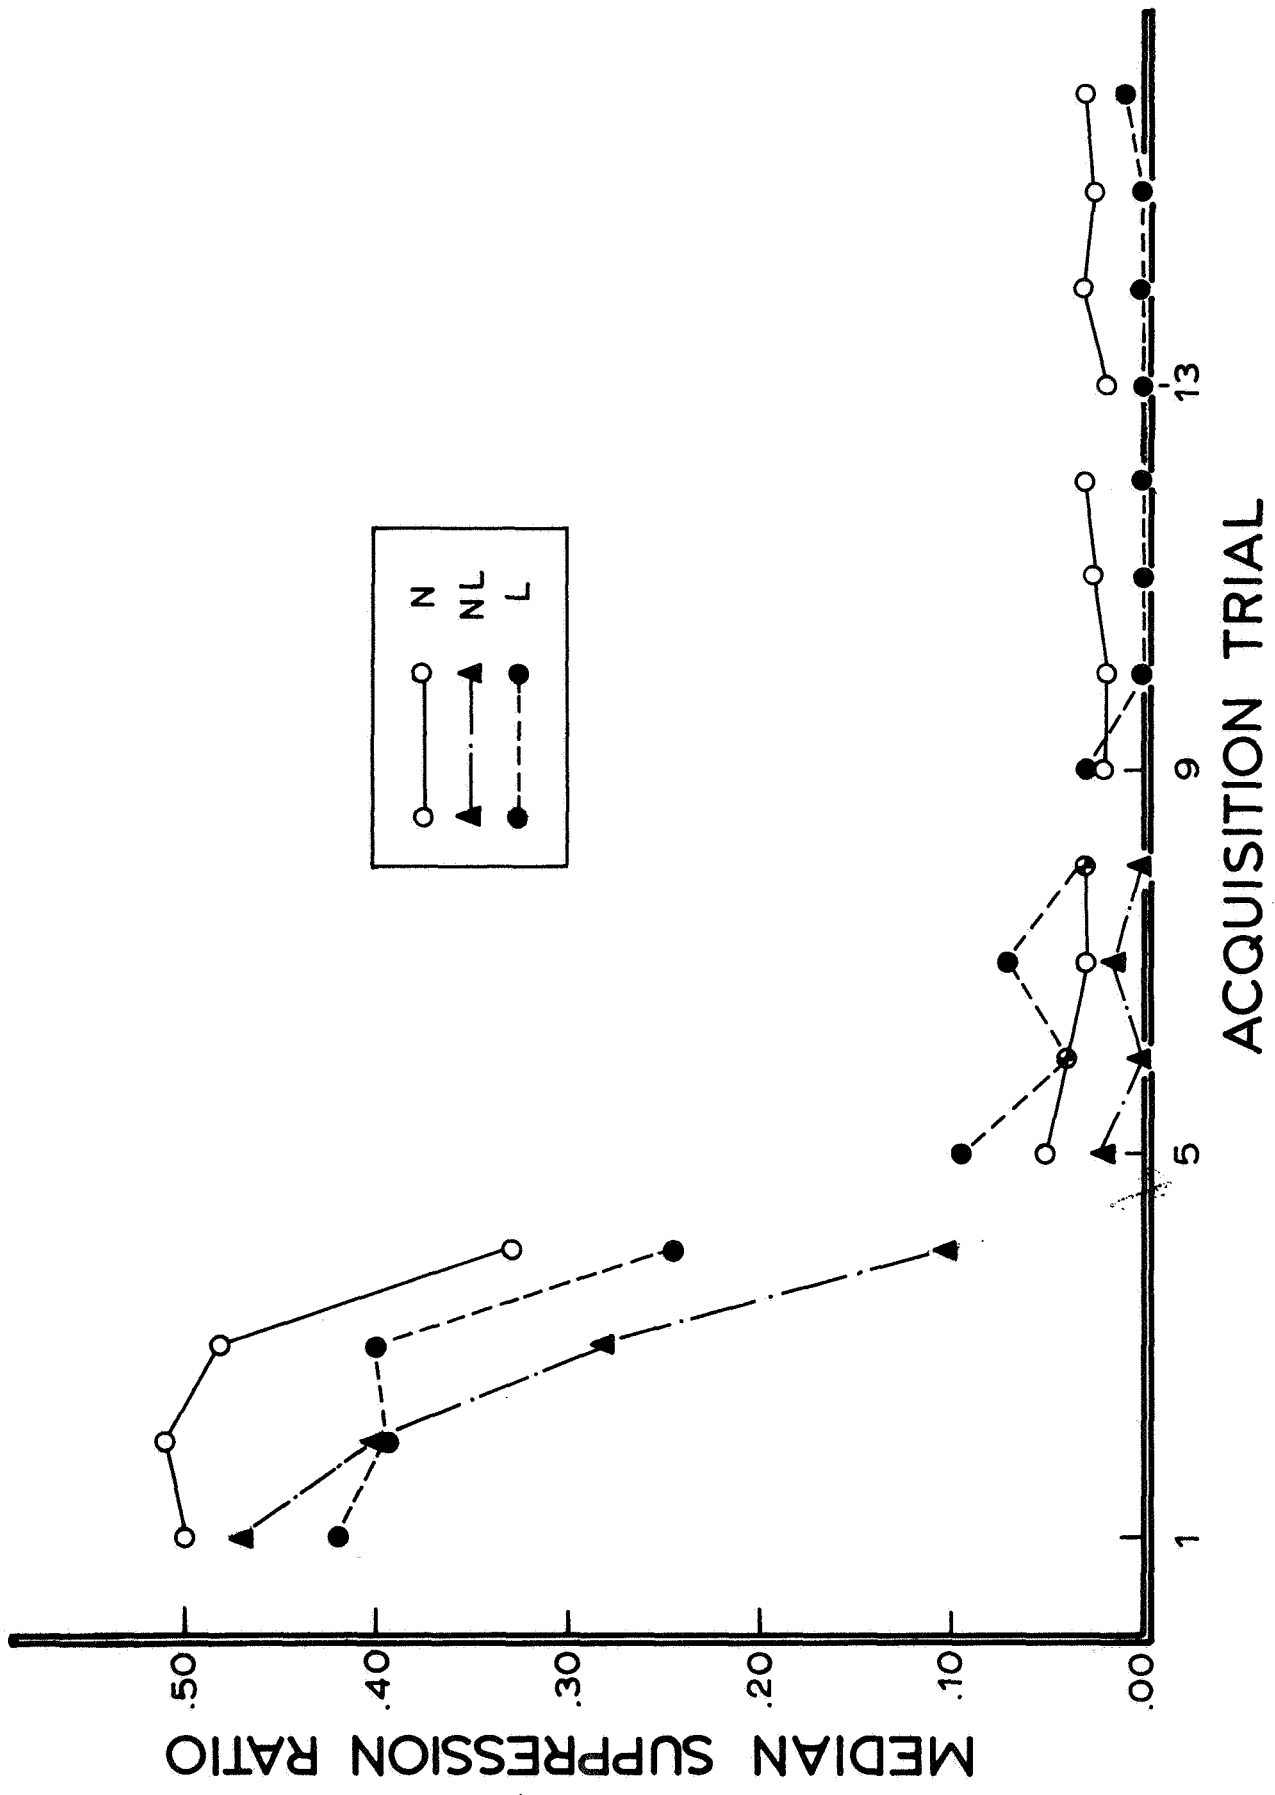 MEDIAN SUPPRESSION RATIO
.50
.40
.30
.20
.10
.00
N
NL
L
1
5
9
13
ACQUISITION TRIAL